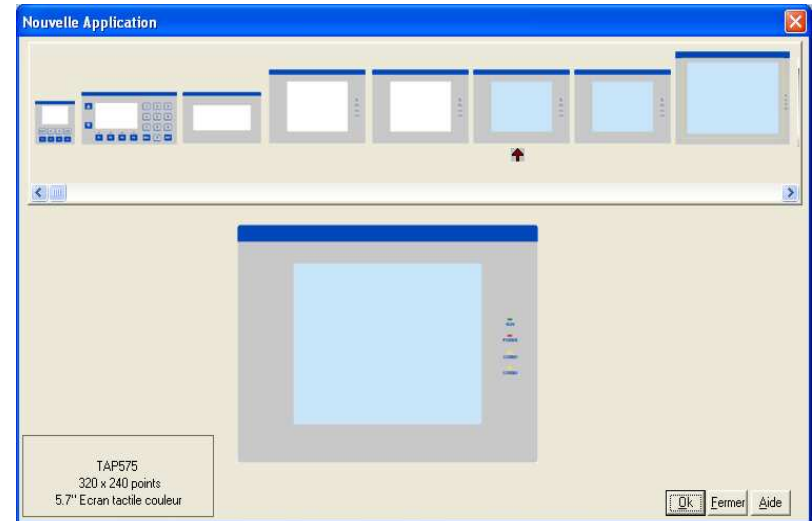 Nouvelle Application
TAP575
320 x 240 points
5.7" Ecran tactile couleur
Ok
Fermer
Aide